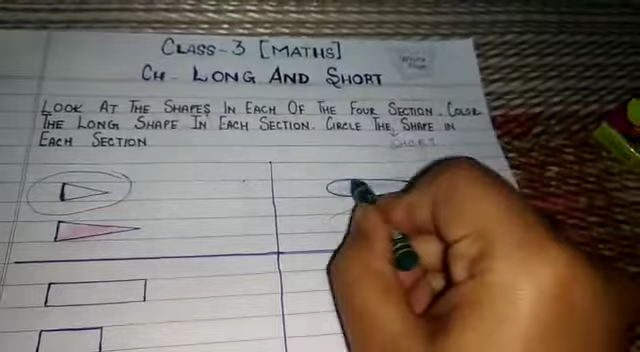 CLASS-3 [MATHS]
CH- LONG AND SHORT
LOOK AT THE SHAPES IN EACH OF THE FOUR SECTION. COLOR
THE LONG SHAPE IN EACH SECTION. CIRCLE THE SHAPE IN
SHORT
EACH SECTION